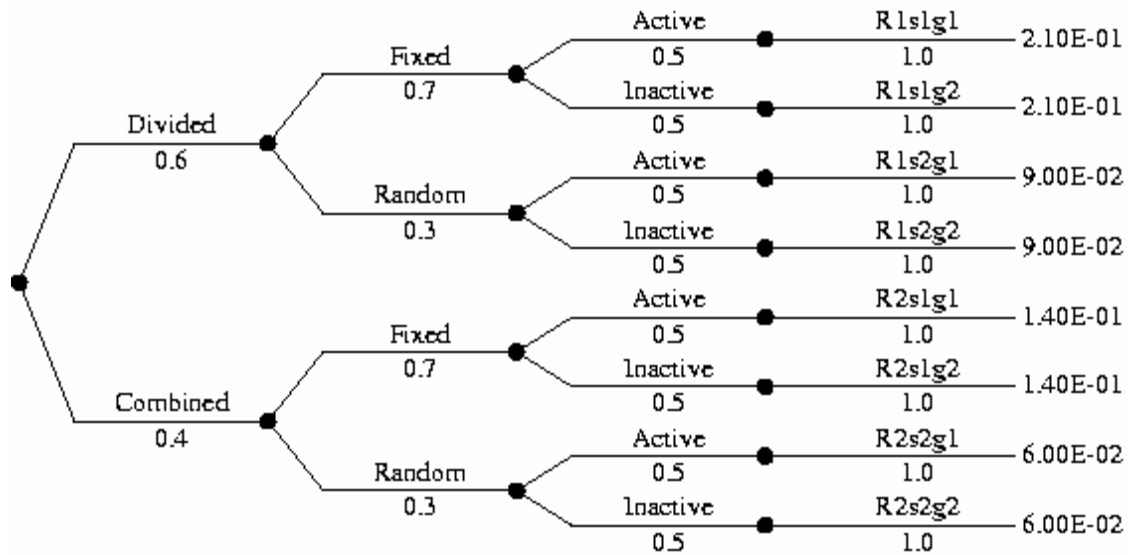 Active R1s1g1
0.5 1.0 2.10E-01
Fixed
0.7
Inactive R1s1g2
0.5 1.0 2.10E-01
Divided
0.6
Active R1s2g1
0.5 1.0 9.00E-02
Random
0.3
Inactive R1s2g2
0.5 1.0 9.00E-02
Active R2s1g1
0.5 1.0 1.40E-01
Fixed
0.7
Inactive R2s1g2
0.5 1.0 1.40E-01
Combined
0.4
Active R2s2g1
0.5 1.0 6.00E-02
Random
0.3
Inactive R2s2g2
0.5 1.0 6.00E-02